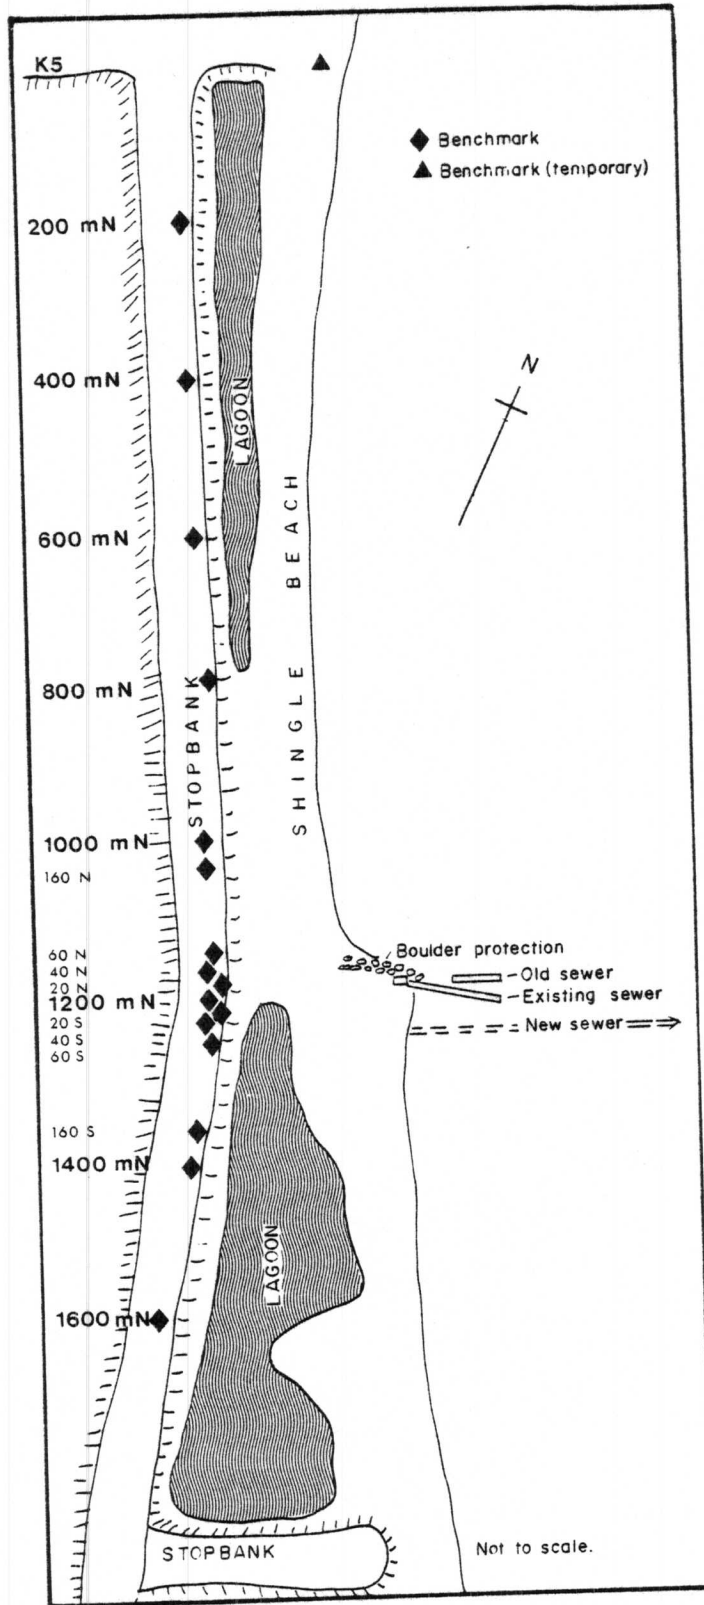 K5
Benchmark
Benchmark (temporary)
200 mN
N
400 mN
LAGOON
SHINGLE BEACH
600 mN
STOPBANK
800 mN
1000 mN
160 N
Boulder protection
60 N
Old sewer
40 N
20 N
Existing sewer
1200 mN
New sewer
20 S
40 S
60 S
160 S
1400 mN
LAGOON
1600 mN
STOPBANK
Not to scale.